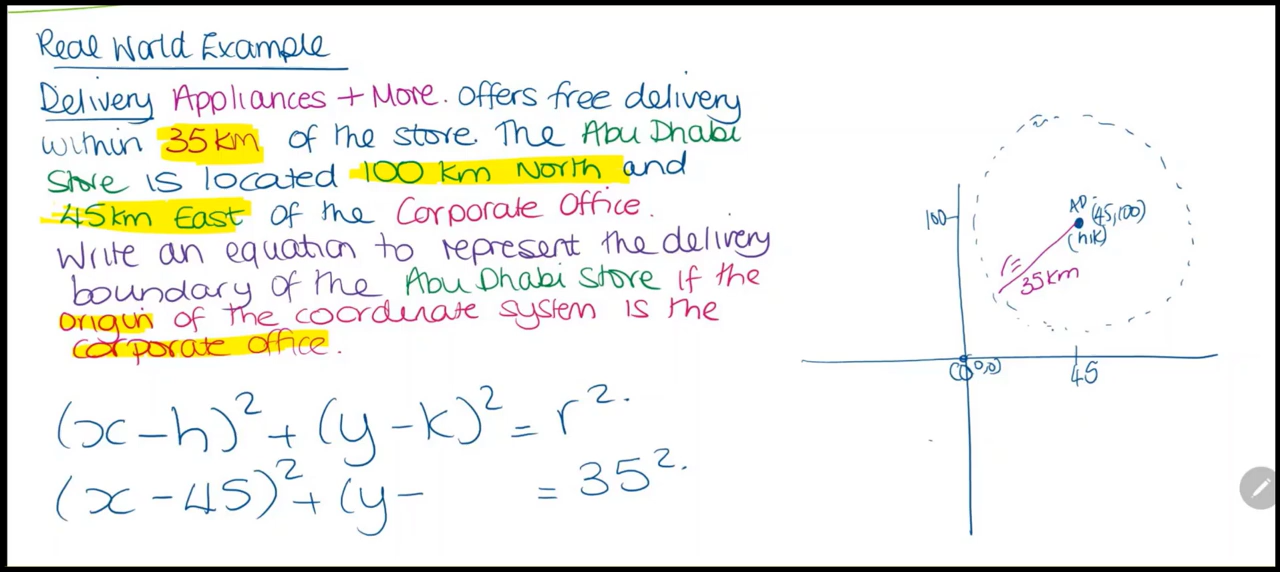 Real World Example
Delivery Appliances + More. offers free delivery
within 35 km of the store. The Abu Dhabi
Store is located 100 km North and
45km East of the Corporate Office.
Write an equation to represent the delivery
boundary of the Abu Dhabi Store if the
origin of the coordinate system is the
corporate office.
(x-h)² + (y-k)² = r².
(x-45)² + (y- = 35².
100
AD (45,100)
(h,k)
r=
35km
(0,0)
45